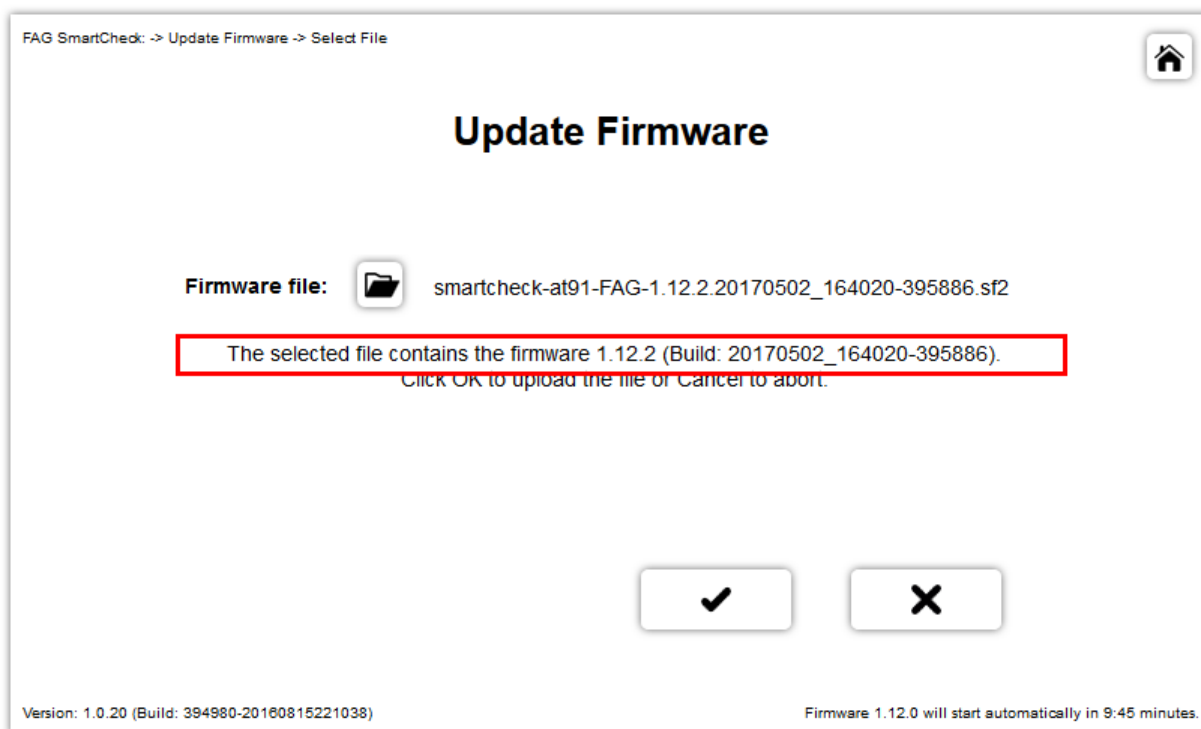 FAG SmartCheck: -> Update Firmware -> Select File
Update Firmware
Firmware file: smartcheck-at91-FAG-1.12.2.20170502_164020-395886.sf2
The selected file contains the firmware 1.12.2 (Build: 20170502_164020-395886).
Click OK to upload the file or Cancel to abort.
Version: 1.0.20 (Build: 394980-20160815221038)
Firmware 1.12.0 will start automatically in 9:45 minutes.